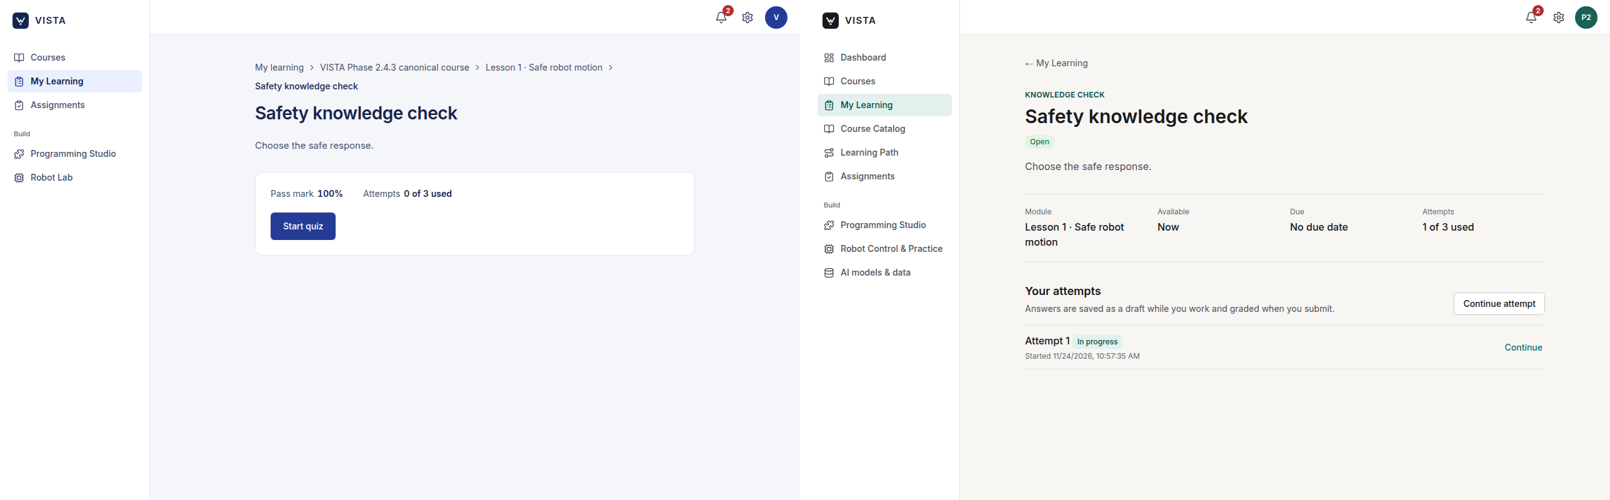 VISTA
2
V
Courses
My Learning
Assignments
Build
Programming Studio
Robot Lab
My learning > VISTA Phase 2.4.3 canonical course > Lesson 1 · Safe robot motion >
Safety knowledge check
Safety knowledge check
Choose the safe response.
Pass mark 100% Attempts 0 of 3 used
Start quiz
VISTA
2
P2
Dashboard
Courses
My Learning
Course Catalog
Learning Path
Assignments
Build
Programming Studio
Robot Control & Practice
AI models & data
← My Learning
KNOWLEDGE CHECK
Safety knowledge check
Open
Choose the safe response.
Module
Lesson 1 · Safe robot
motion
Available
Now
Due
No due date
Attempts
1 of 3 used
Your attempts
Answers are saved as a draft while you work and graded when you submit.
Continue attempt
Attempt 1 In progress
Started 11/24/2026, 10:57:35 AM
Continue